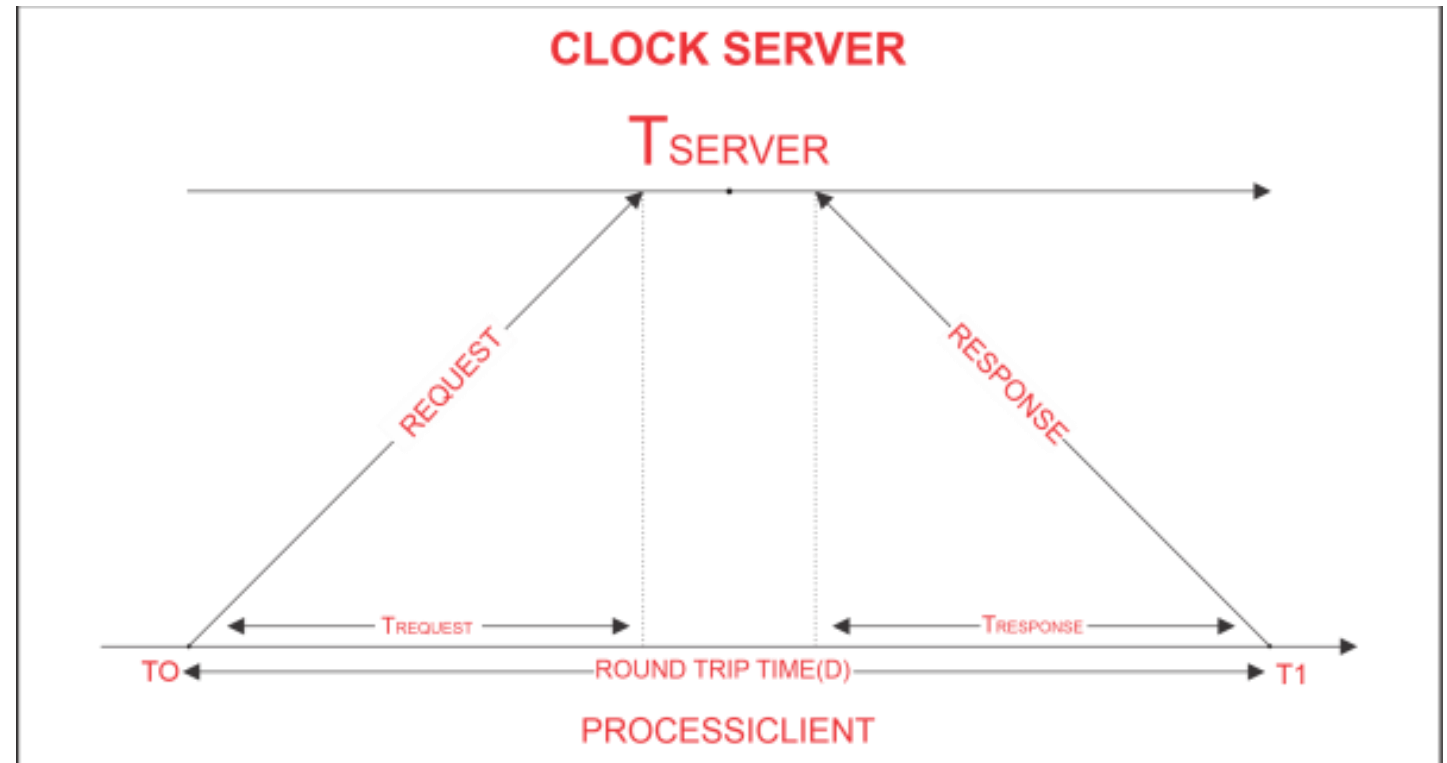 CLOCK SERVER
TSERVER
REQUEST
RESPONSE
TREQUEST
TRESPONSE
TO
ROUND TRIP TIME(D)
T1
PROCESSICLIENT